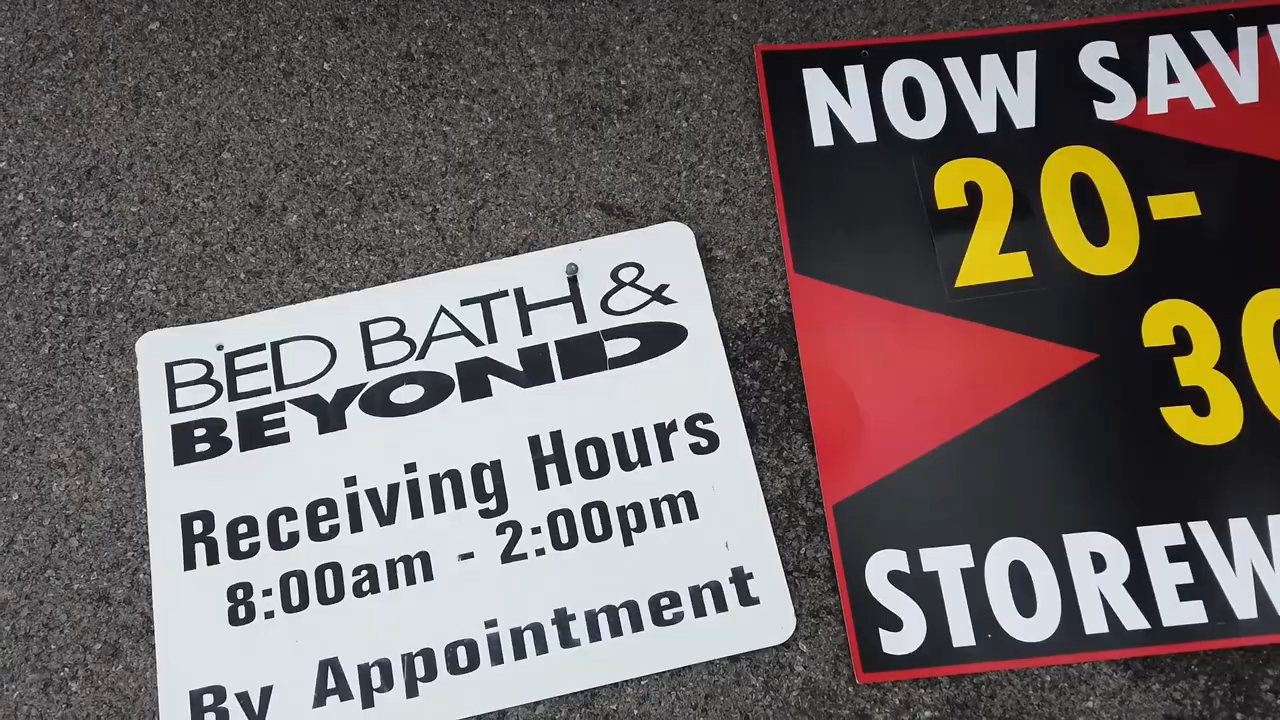 BED BATH &
BEYOND
Receiving Hours
8:00am - 2:00pm
By Appointment
NOW SAV
20-
30
STOREW